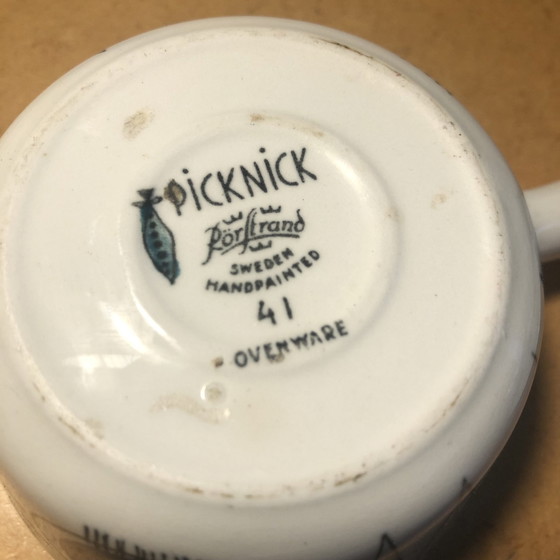 PiCKNiCK
Rörstrand
SWEDEN
HANDPAINTED
41
OVENWARE